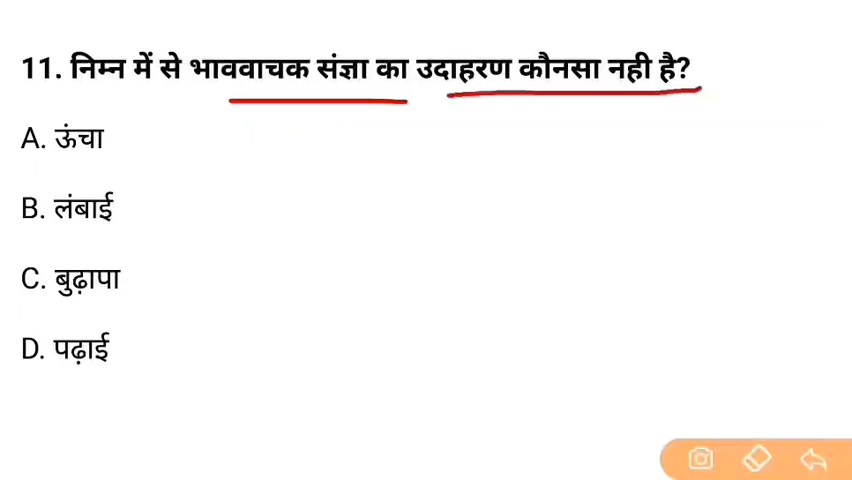 11. निम्न में से भाववाचक संज्ञा का उदाहरण कौनसा नही है?
A. ऊंचा
B. लंबाई
C. बुढ़ापा
D. पढ़ाई